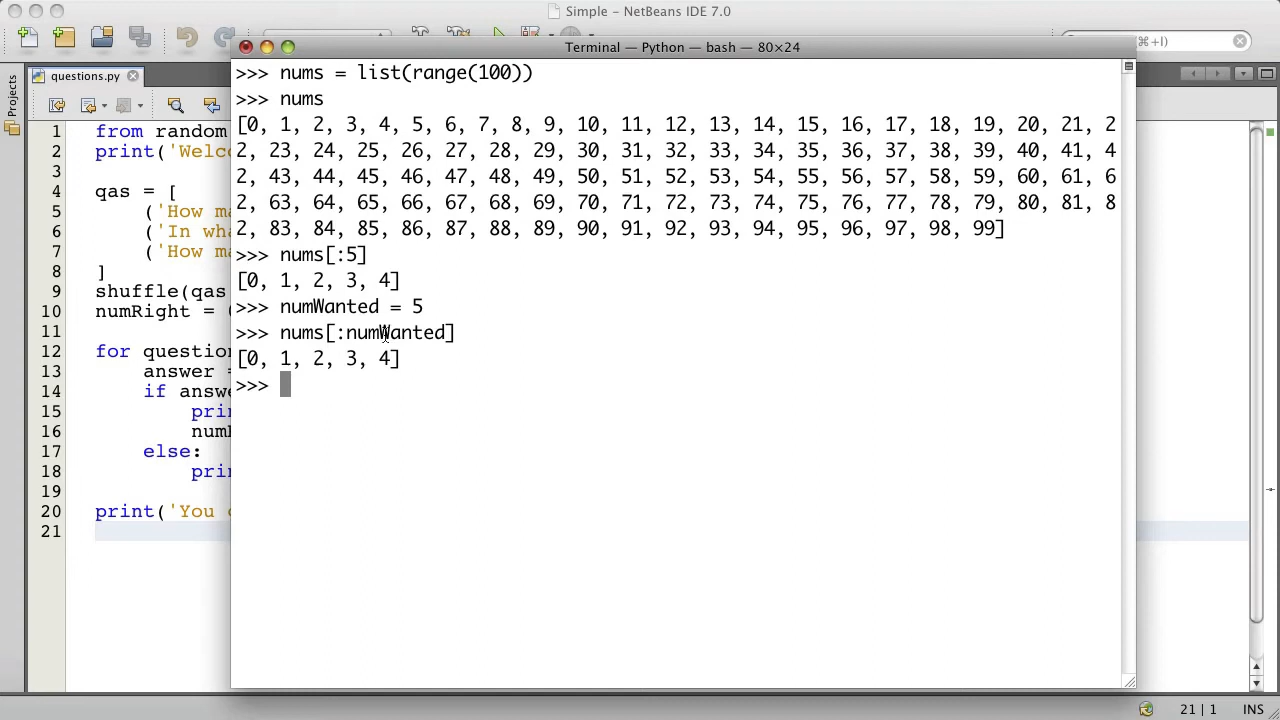 Simple – NetBeans IDE 7.0
⌘+I)
Terminal — Python — bash — 80×24
Projects
questions.py
>>> nums = list(range(100))
>>> nums
[0, 1, 2, 3, 4, 5, 6, 7, 8, 9, 10, 11, 12, 13, 14, 15, 16, 17, 18, 19, 20, 21, 2
2, 23, 24, 25, 26, 27, 28, 29, 30, 31, 32, 33, 34, 35, 36, 37, 38, 39, 40, 41, 4
2, 43, 44, 45, 46, 47, 48, 49, 50, 51, 52, 53, 54, 55, 56, 57, 58, 59, 60, 61, 6
2, 63, 64, 65, 66, 67, 68, 69, 70, 71, 72, 73, 74, 75, 76, 77, 78, 79, 80, 81, 8
2, 83, 84, 85, 86, 87, 88, 89, 90, 91, 92, 93, 94, 95, 96, 97, 98, 99]
>>> nums[:5]
[0, 1, 2, 3, 4]
>>> numWanted = 5
>>> nums[:numWanted]
[0, 1, 2, 3, 4]
>>>
1 from random
2 print('Welc
3
4 qas = [
5 ('How ma
6 ('In wha
7 ('How ma
8 ]
9 shuffle(qas
10 numRight =
11
12 for question
13 answer =
14 if answe
15 prin
16 numR
17 else:
18 prin
19
20 print('You
21
21 | 1 INS